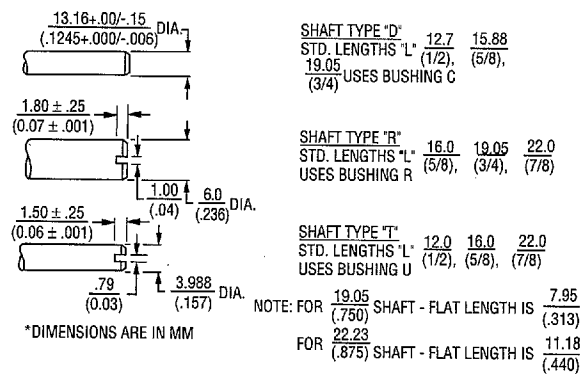 13.16+.00/-.15
(.1245+.000/-.006) DIA.
1.80 ± .25
(0.07 ± .001)
1.00
(.04)
6.0
(.236) DIA.
1.50 ± .25
(0.06 ± .001)
.79
(0.03)
3.988
(.157) DIA.
*DIMENSIONS ARE IN MM
SHAFT TYPE "D"
STD. LENGTHS "L" 12.7 (1/2), 15.88 (5/8),
19.05 (3/4) USES BUSHING C
SHAFT TYPE "R"
STD. LENGTHS "L" 16.0 (5/8), 19.05 (3/4), 22.0 (7/8)
USES BUSHING R
SHAFT TYPE "T"
STD. LENGTHS "L" 12.0 (1/2), 16.0 (5/8), 22.0 (7/8)
USES BUSHING U
NOTE: FOR 19.05 (.750) SHAFT - FLAT LENGTH IS 7.95 (.313)
FOR 22.23 (.875) SHAFT - FLAT LENGTH IS 11.18 (.440)